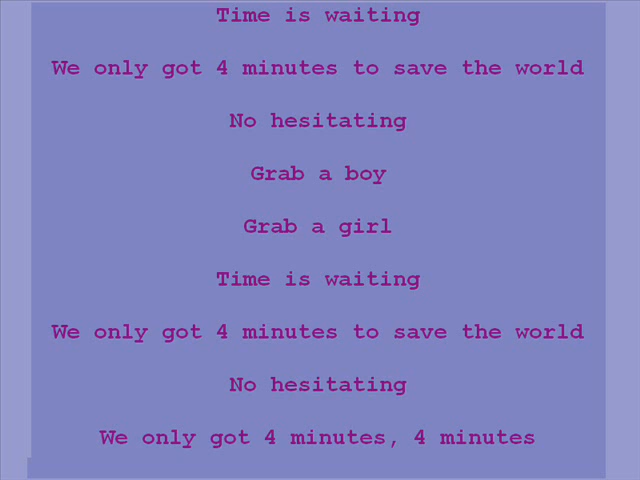 Time is waiting
We only got 4 minutes to save the world
No hesitating
Grab a boy
Grab a girl
Time is waiting
We only got 4 minutes to save the world
No hesitating
We only got 4 minutes, 4 minutes